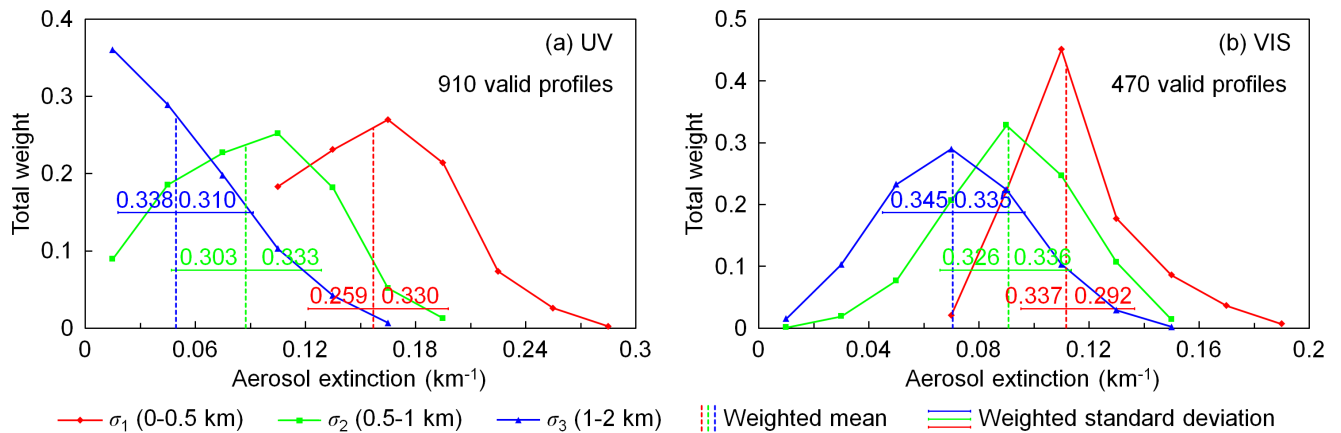 (a) UV
910 valid profiles
Total weight
0.4
0.3
0.2
0.1
0
0.338 0.310
0.303 0.333
0.259 0.330
0 0.06 0.12 0.18 0.24 0.3
Aerosol extinction (km⁻¹)
(b) VIS
470 valid profiles
Total weight
0.5
0.4
0.3
0.2
0.1
0
0.345 0.335
0.326 0.336
0.337 0.292
0 0.04 0.08 0.12 0.16 0.2
Aerosol extinction (km⁻¹)
σ₁ (0-0.5 km) σ₂ (0.5-1 km) σ₃ (1-2 km) Weighted mean Weighted standard deviation